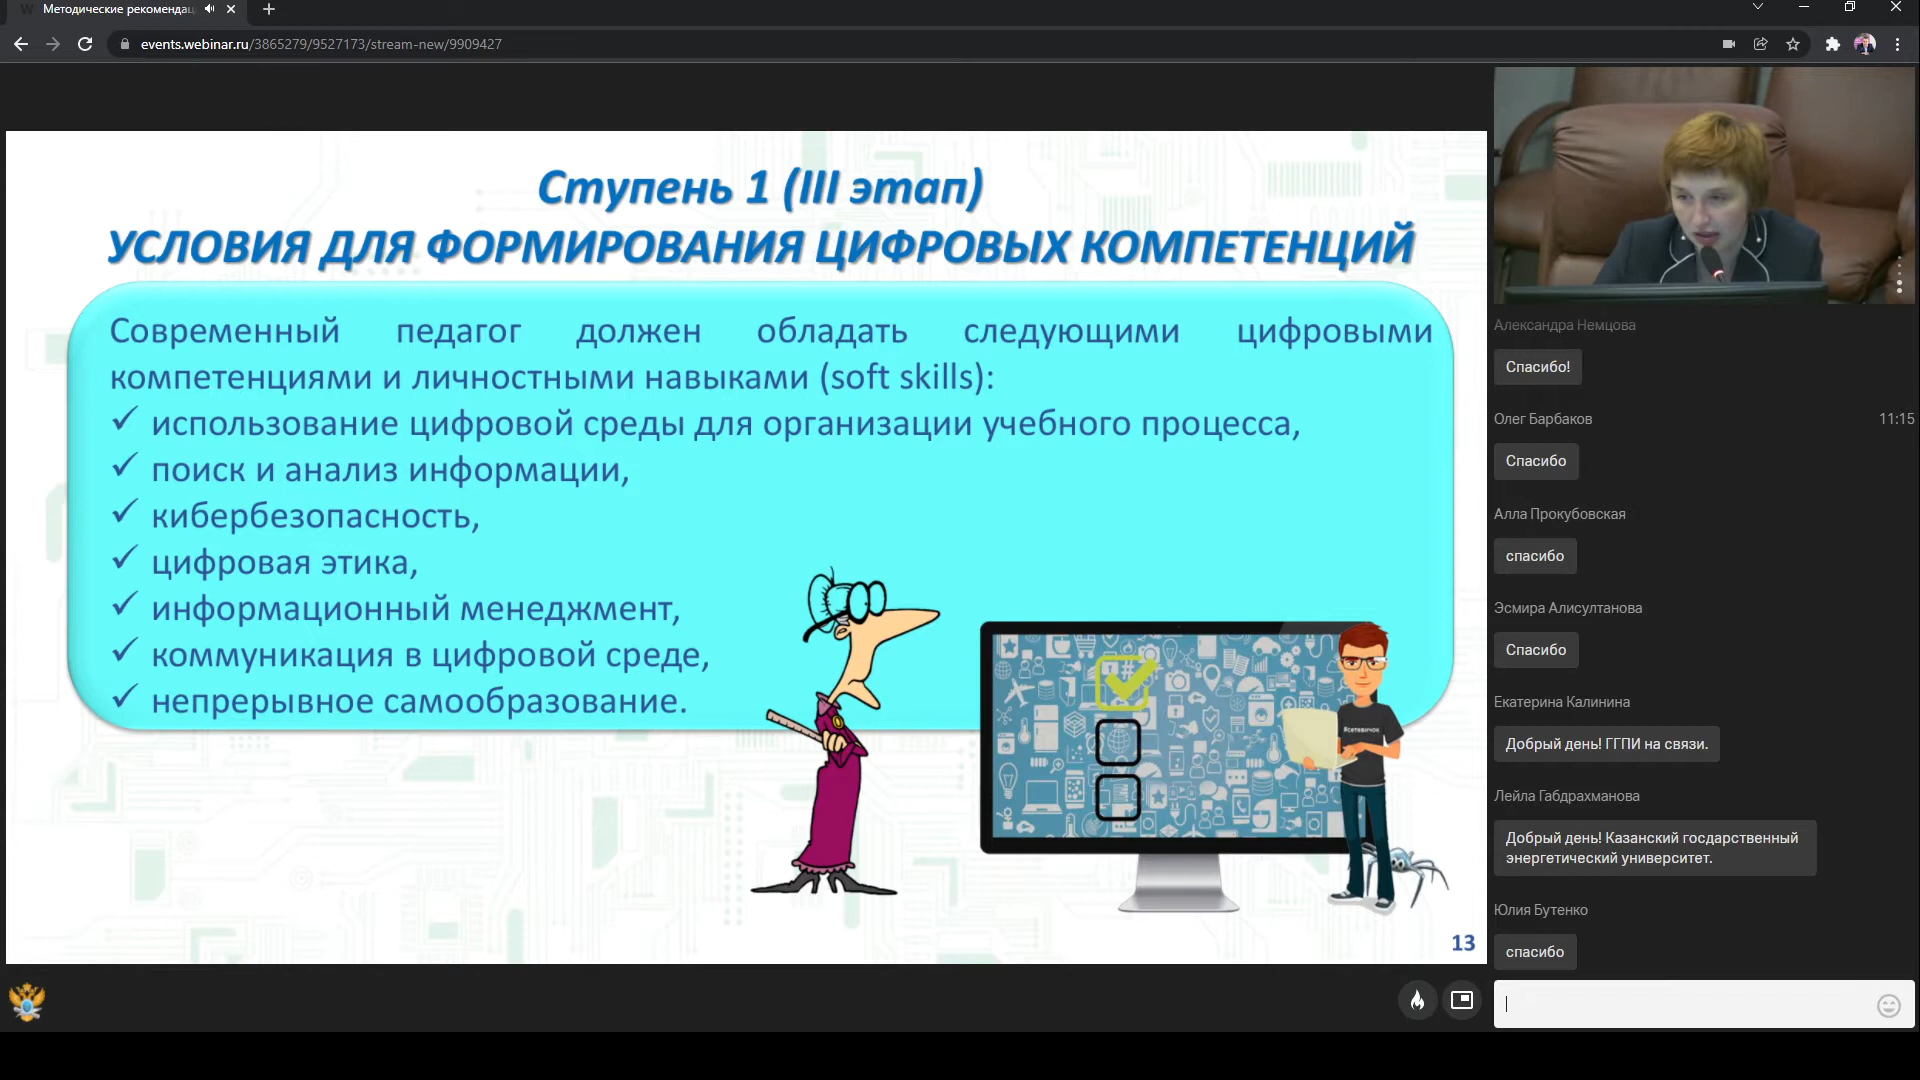 Методические рекомендац
events.webinar.ru/3865279/9527173/stream-new/9909427
Ступень 1 (III этап)
УСЛОВИЯ ДЛЯ ФОРМИРОВАНИЯ ЦИФРОВЫХ КОМПЕТЕНЦИЙ
Современный педагог должен обладать следующими цифровыми
компетенциями и личностными навыками (soft skills):
✓ использование цифровой среды для организации учебного процесса,
✓ поиск и анализ информации,
✓ кибербезопасность,
✓ цифровая этика,
✓ информационный менеджмент,
✓ коммуникация в цифровой среде,
✓ непрерывное самообразование.
#сетевичок
13
Александра Немцова
Спасибо!
Олег Барбаков 11:15
Спасибо
Алла Прокубовская
спасибо
Эсмира Алисултанова
Спасибо
Екатерина Калинина
Добрый день! ГГПИ на связи.
Лейла Габдрахманова
Добрый день! Казанский госдарственный
энергетический университет.
Юлия Бутенко
спасибо